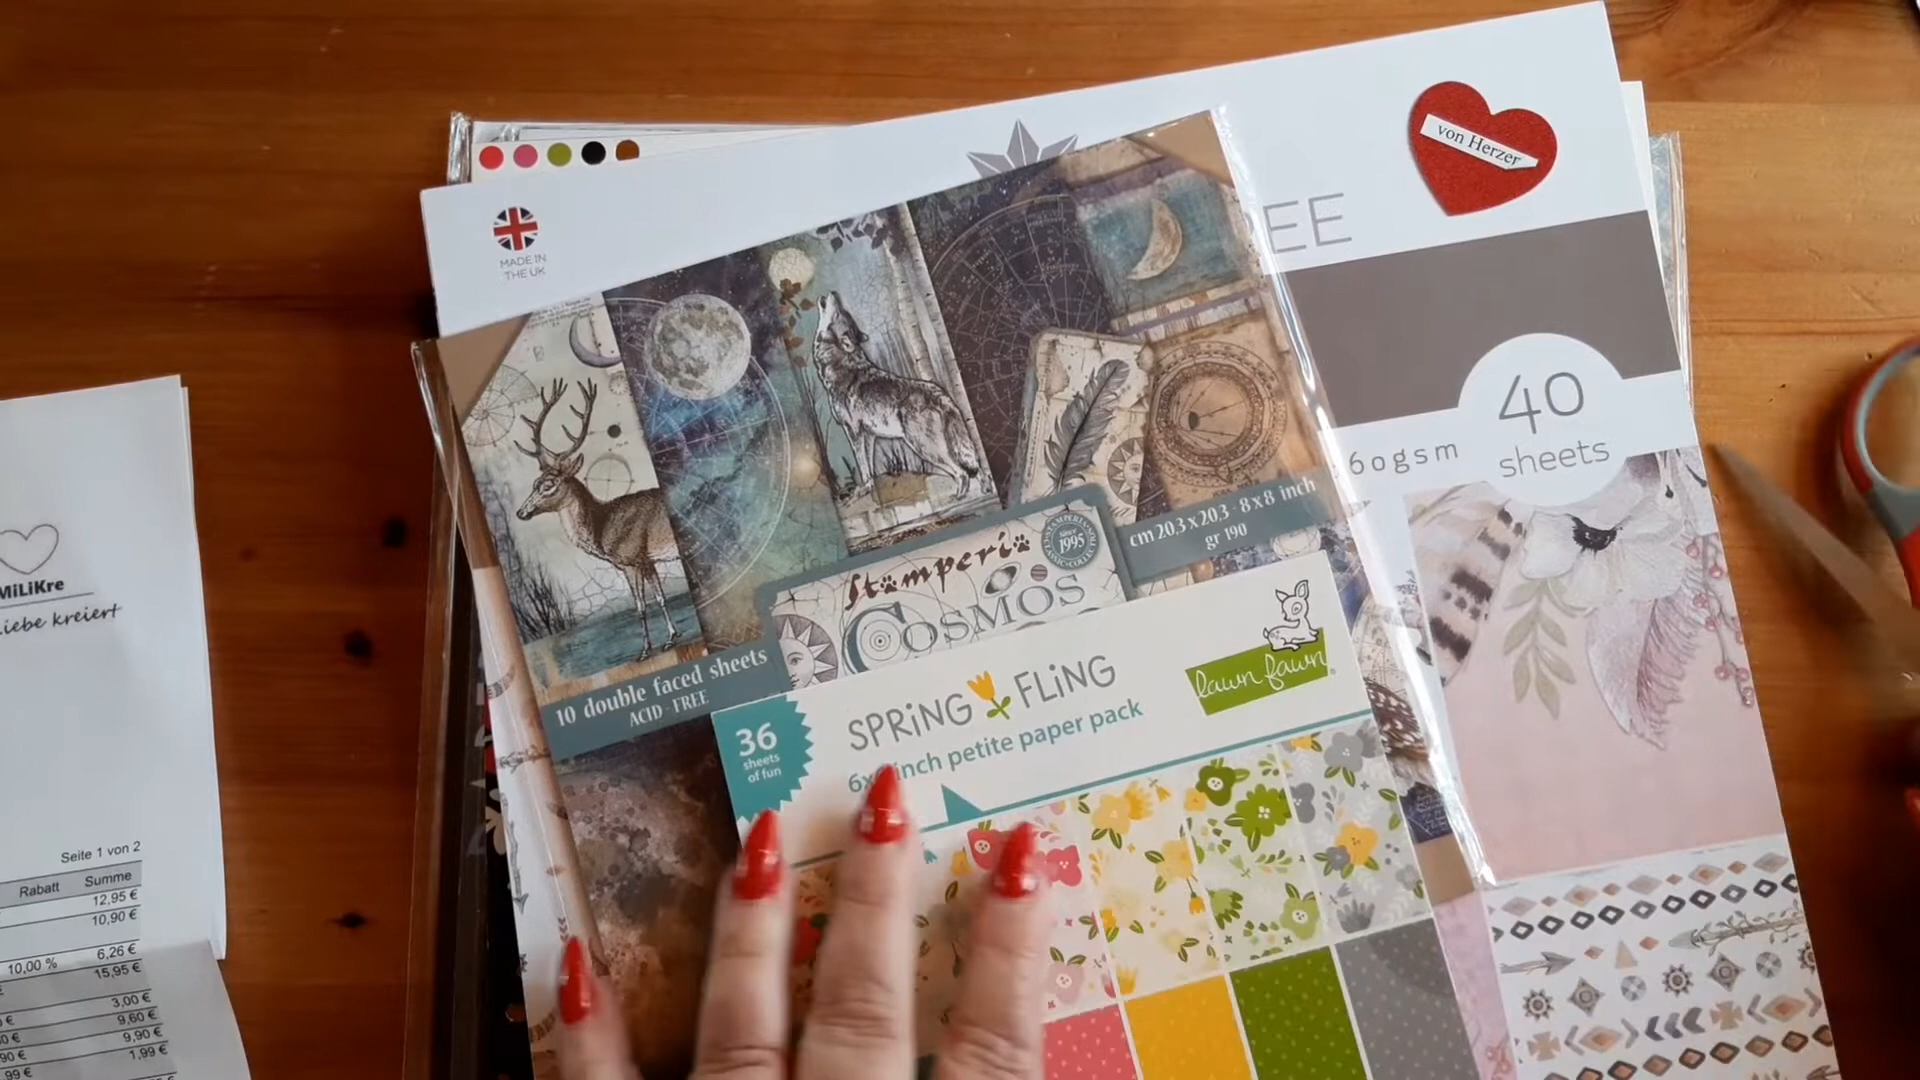 MADE IN
THE UK
von Herzer
EE
40
sheets
60gsm
cm 20.3x20.3 - 8x8 inch
gr 190
Since
1995
Stamperia
COSMOS
10 double faced sheets
ACID - FREE
SPRING FLING
lawn fawn
36
sheets
of fun
inch petite paper pack
MiLiKre
liebe kreiert
Seite 1 von 2
Rabatt Summe
12,95 €
10,90 €
6,26 €
10,00 %
15,95 €
3,00 €
9,60 €
9,90 €
1,99 €